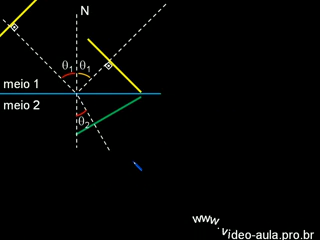 N
θ1 θ1
meio 1
meio 2
θ2
www.video-aula.pro.br